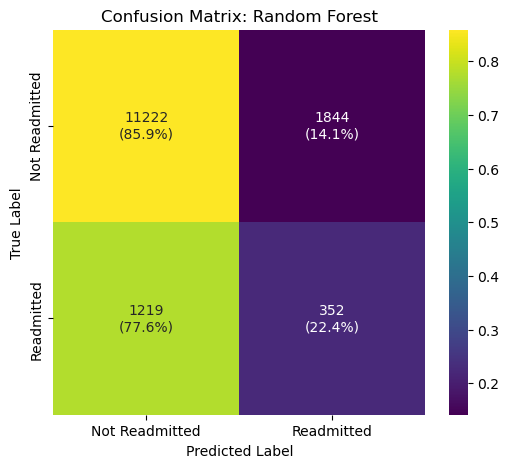 Confusion Matrix: Random Forest
True Label
Not Readmitted
Readmitted
11222
(85.9%)
1844
(14.1%)
1219
(77.6%)
352
(22.4%)
Not Readmitted
Readmitted
Predicted Label
0.8
0.7
0.6
0.5
0.4
0.3
0.2